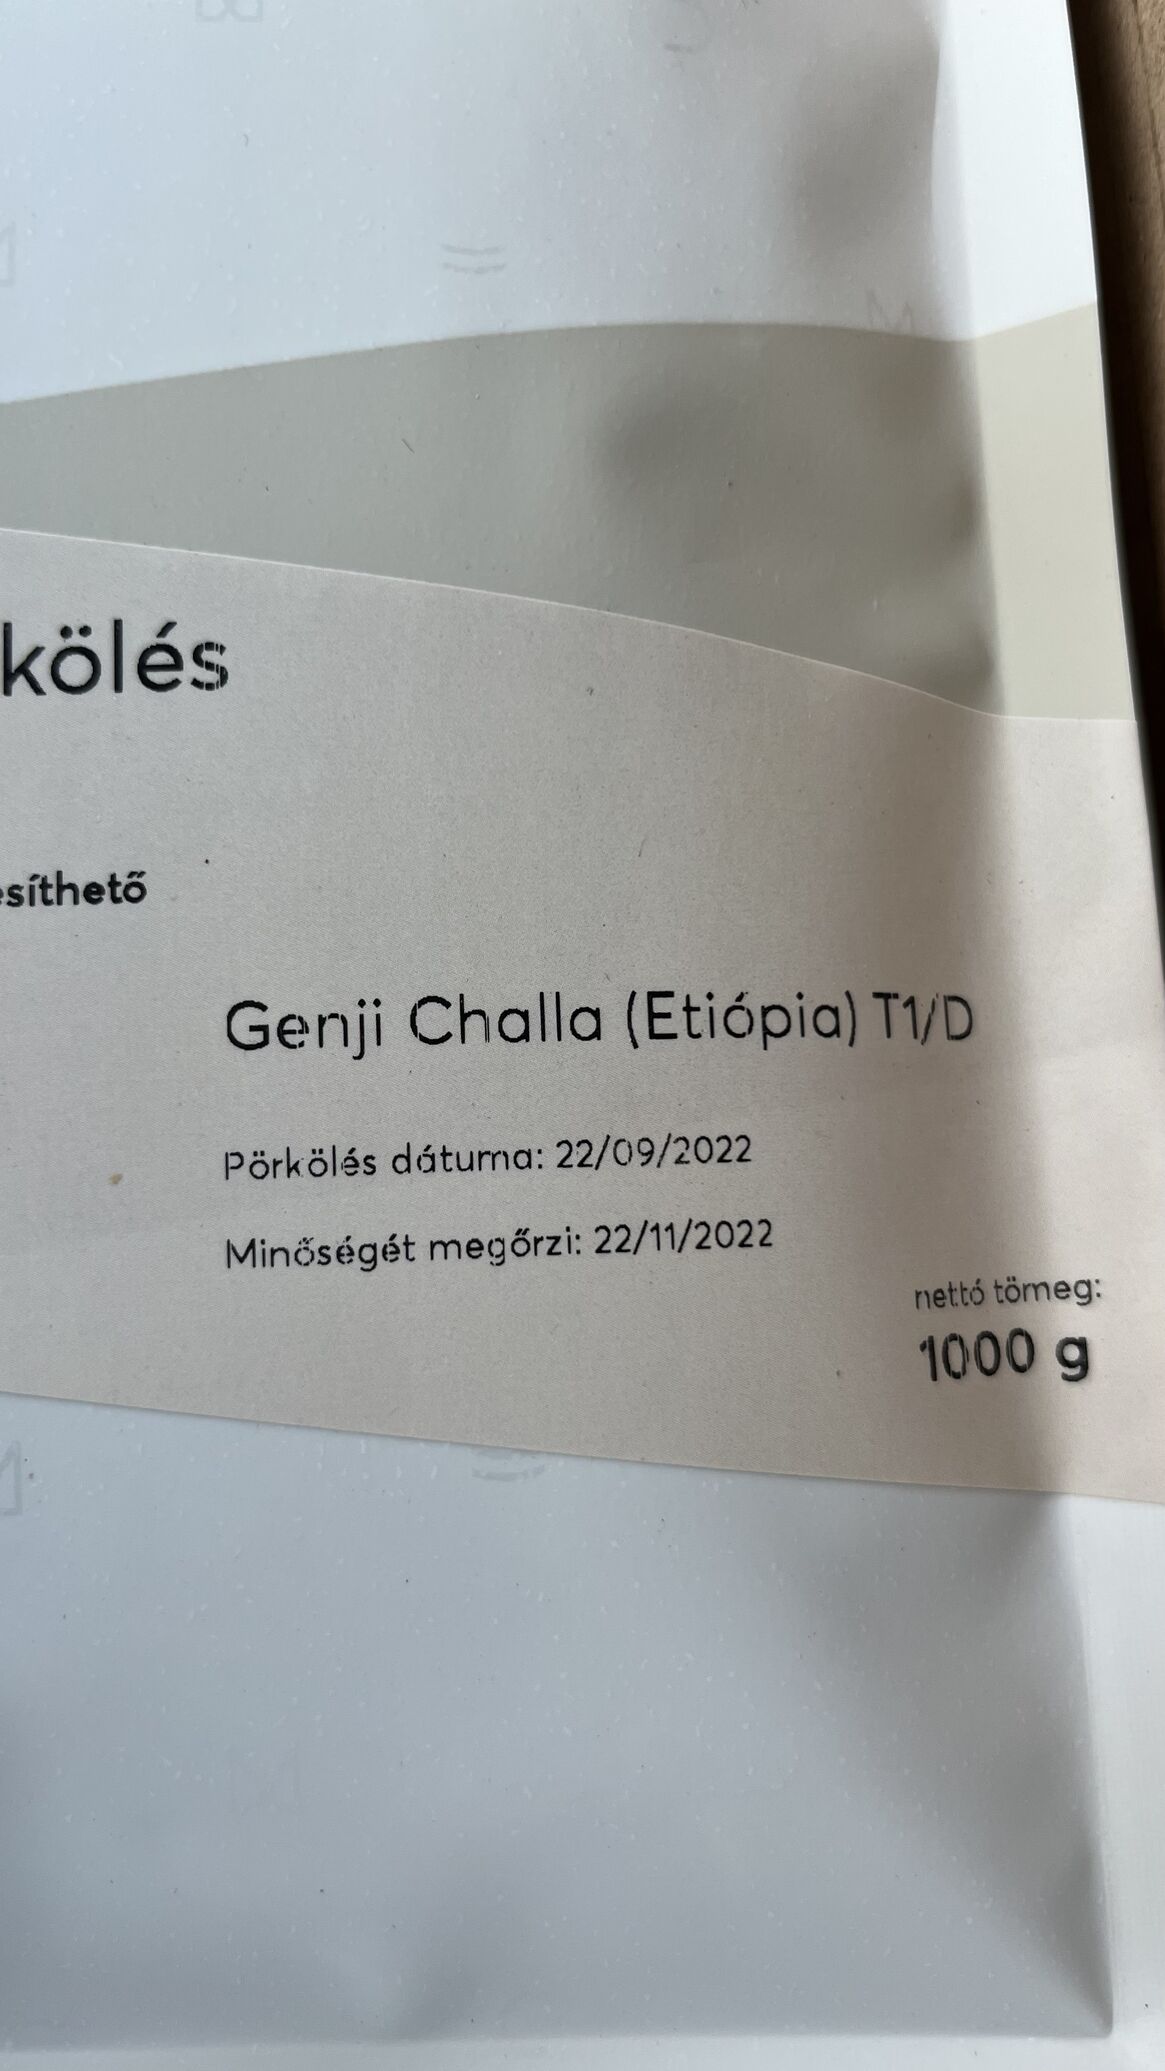 kölés
esíthető
Genji Challa (Etiópia) T1/D
Pörkölés dátuma: 22/09/2022
Minőségét megőrzi: 22/11/2022
nettó tömeg:
1000 g